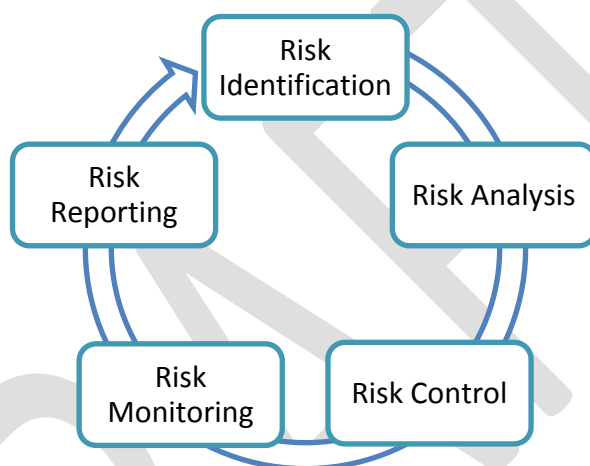 Risk
Identification
Risk Analysis
Risk Control
Risk
Monitoring
Risk
Reporting